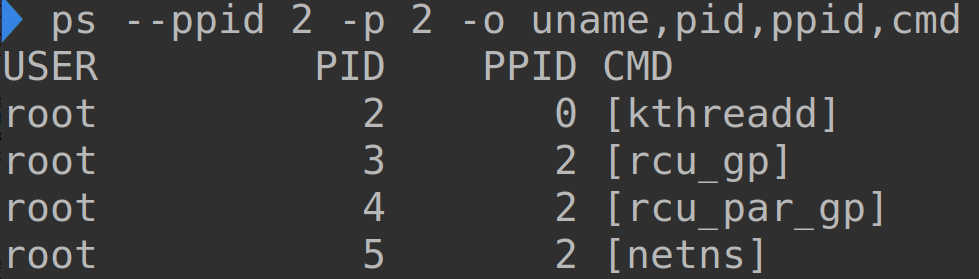 ps --ppid 2 -p 2 -o uname,pid,ppid,cmd
USER PID PPID CMD
root 2 0 [kthreadd]
root 3 2 [rcu_gp]
root 4 2 [rcu_par_gp]
root 5 2 [netns]